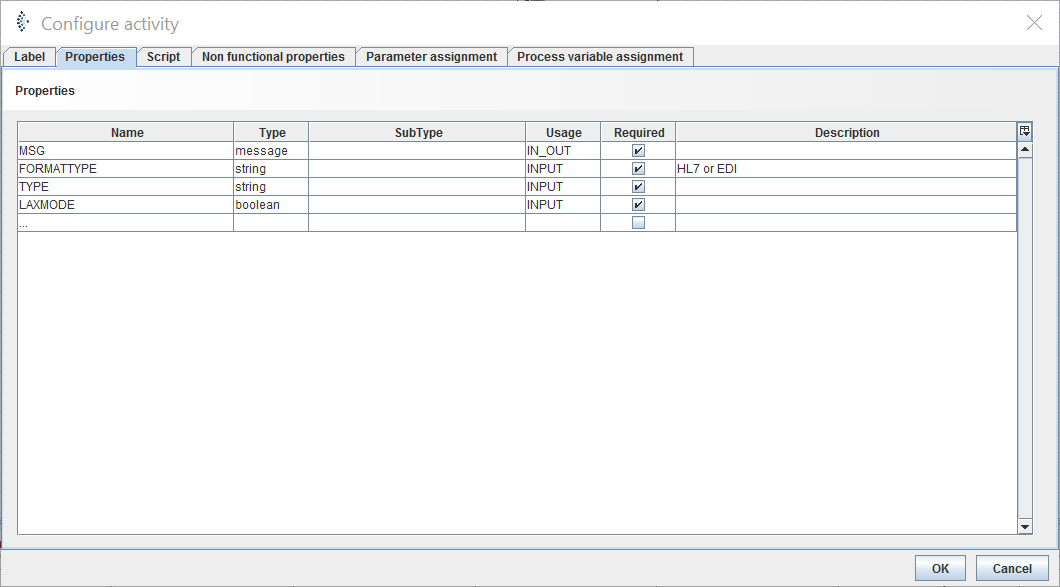 Configure activity
Label Properties Script Non functional properties Parameter assignment Process variable assignment
Properties
Name Type SubType Usage Required Description
MSG message IN_OUT
FORMATTYPE string INPUT HL7 or EDI
TYPE string INPUT
LAXMODE boolean INPUT
...
OK Cancel